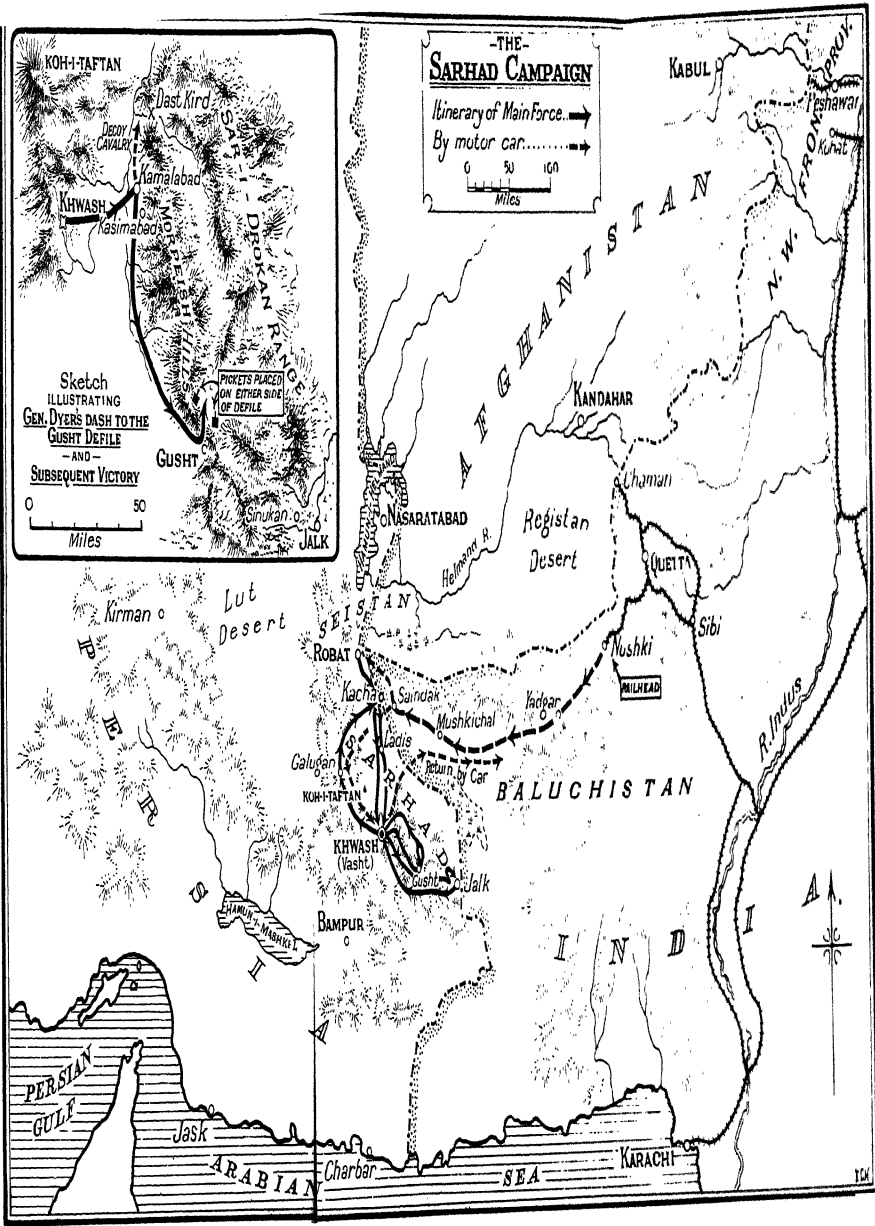 -THE-
SARHAD CAMPAIGN
Itinerary of Main Force..
By motor car.......
0 50 100
Miles
KOH-I-TAFTAN
Dast Kird
DECOY
CAVALRY
Kamalabad
KHWASH
Kasimabad
MORPEISH HILLS
SAR-I-DROKAN RANGE
PICKETS PLACED
ON EITHER SIDE
OF DEFILE
Sketch
ILLUSTRATING
GEN. DYER'S DASH TO THE
GUSHT DEFILE
-AND-
SUBSEQUENT VICTORY
GUSHT
0 50
Miles
Sinukan
JALK
KABUL
Peshawar
Kohat
N.W. FRONT. PROV.
AFGHANISTAN
KANDAHAR
Chaman
NASARATABAD
Helmand R.
Registan
Desert
QUETTA
Sibi
Nushki
RAILHEAD
Kirman
Lut
Desert
SEISTAN
ROBAT
Kacha
Saindak
Mushkichal
Yadgar
Ladis
Galugan
KOH-I-TAFTAN
Return by Car
SARHAD
KHWASH
(Vasht)
Gusht
Jalk
BALUCHISTAN
R. Indus
PERSIA
HAMUN-I-MASHKEL
BAMPUR
INDIA
PERSIAN
GULF
Jask
Charbar
ARABIAN SEA
KARACHI